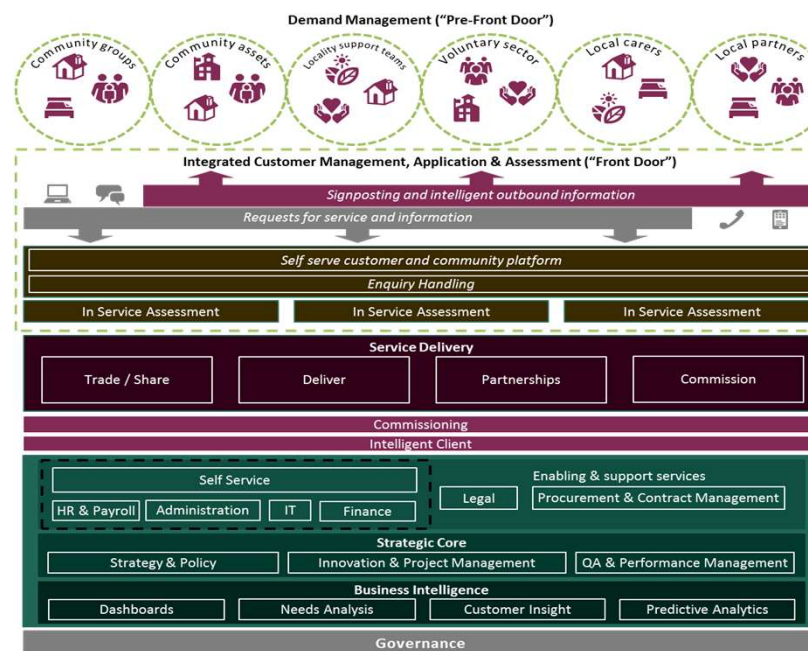 Demand Management (“Pre-Front Door”)
Community groups
Community assets
Locality support teams
Voluntary sector
Local carers
Local partners
Integrated Customer Management, Application & Assessment (“Front Door”)
Signposting and intelligent outbound information
Requests for service and information
Self serve customer and community platform
Enquiry Handling
In Service Assessment
In Service Assessment
In Service Assessment
Service Delivery
Trade / Share
Deliver
Partnerships
Commission
Commissioning
Intelligent Client
Self Service
HR & Payroll
Administration
IT
Finance
Enabling & support services
Legal
Procurement & Contract Management
Strategic Core
Strategy & Policy
Innovation & Project Management
QA & Performance Management
Business Intelligence
Dashboards
Needs Analysis
Customer Insight
Predictive Analytics
Governance